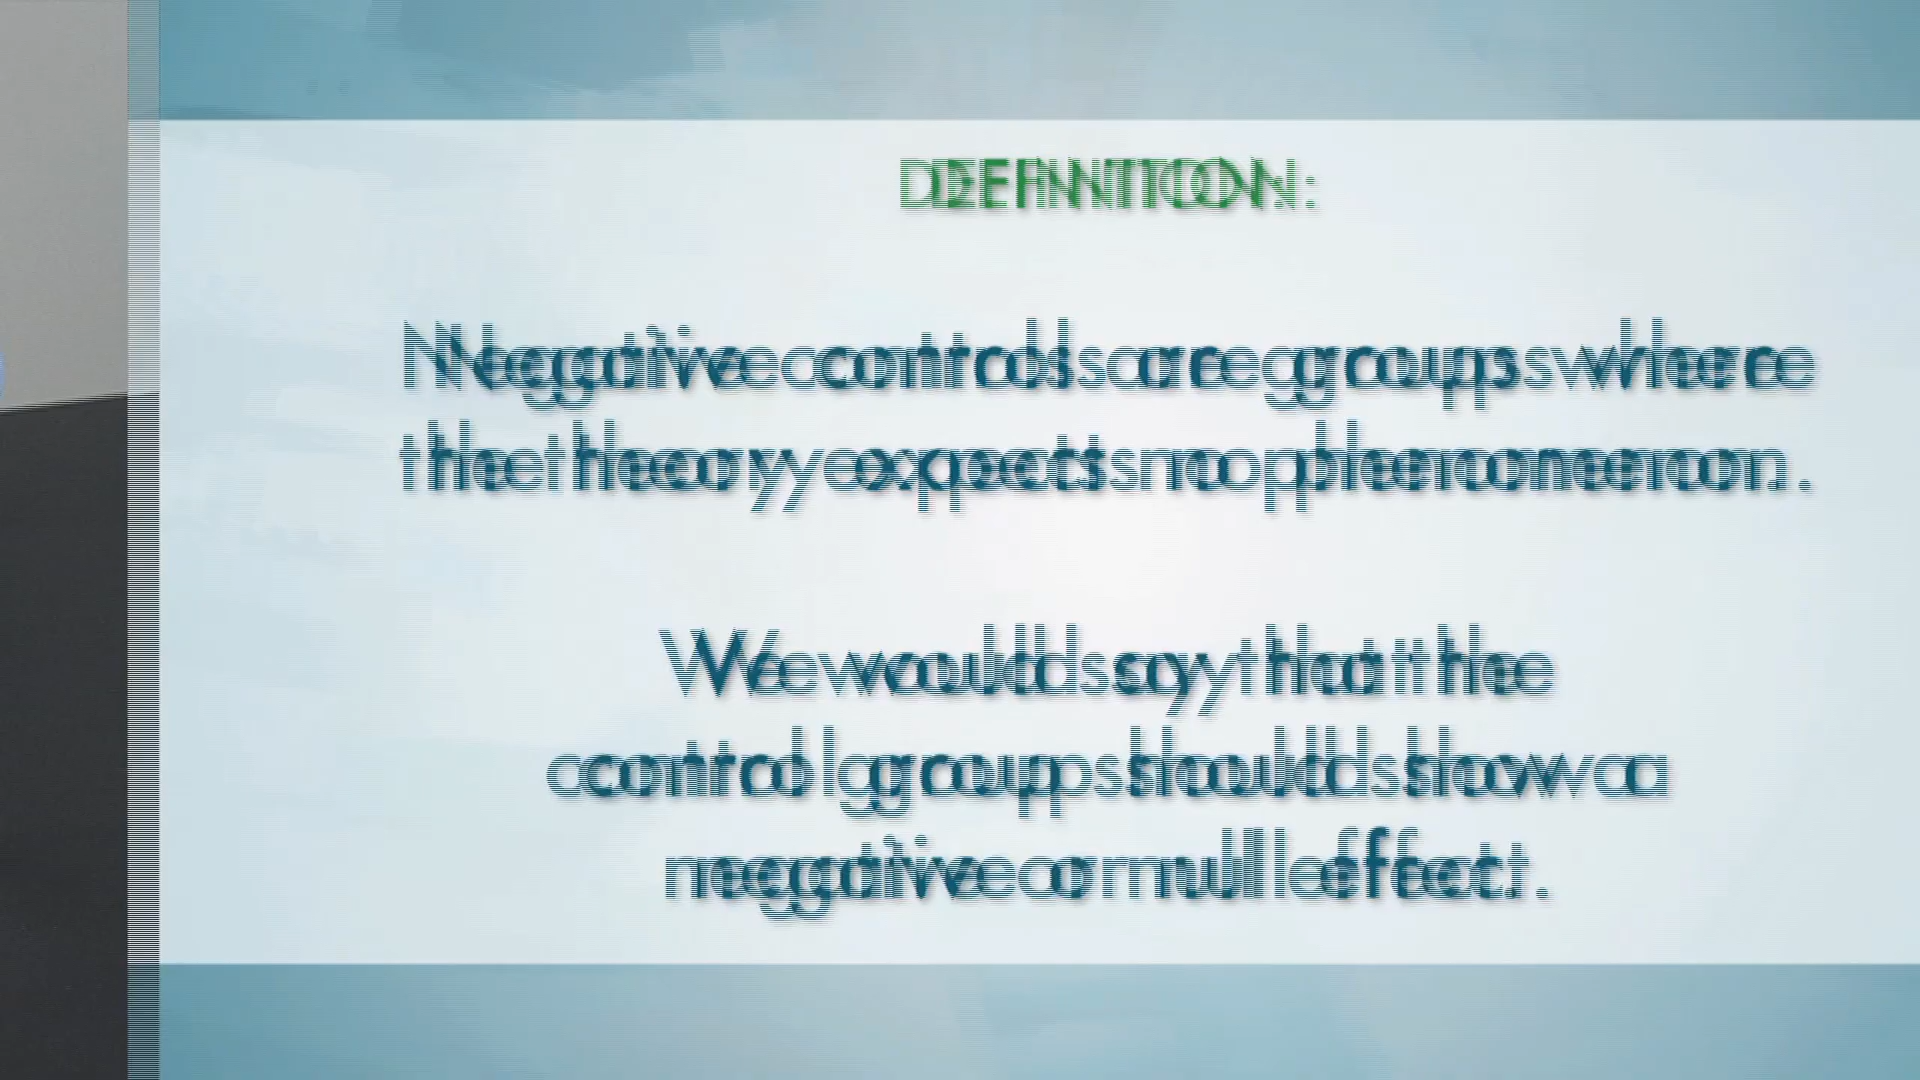 DEFINITION:
Negative controls are groups where
the theory expects no phenomenon.
We would say that the
control group should show a
negative or null effect.